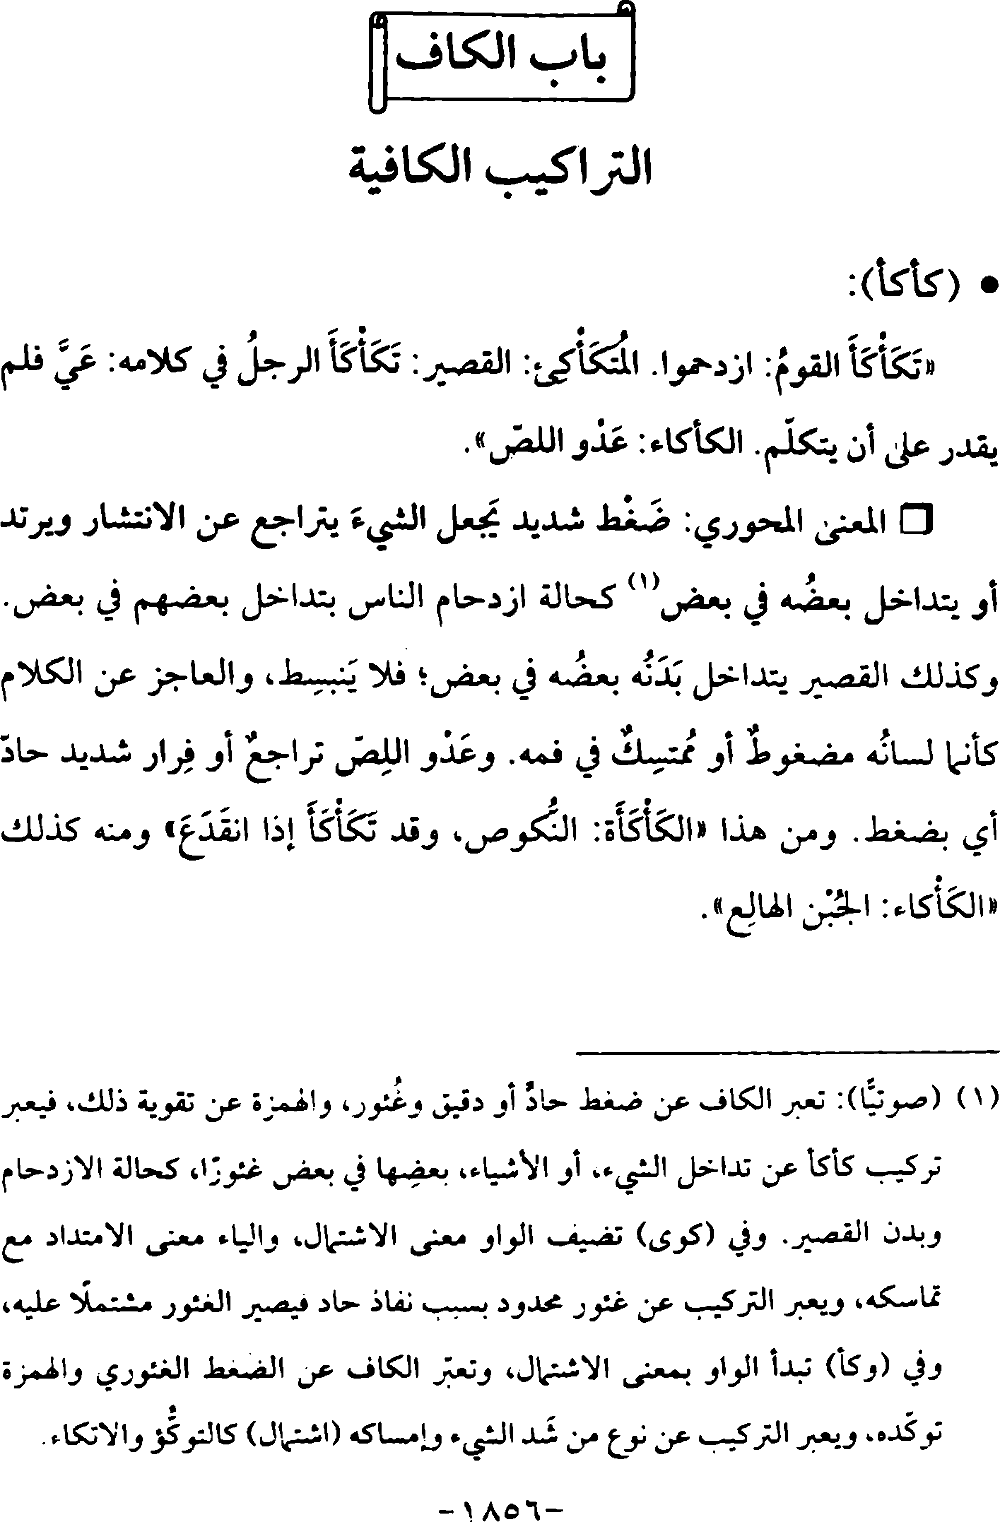 باب الكاف
التراكيب الكافية
• (كأكأ):
«تَكَأْكَأَ القومُ: ازدحموا. المُتَكَأْكِئ: القصير: تَكَأْكَأَ الرجلُ في كلامه: عَيَّ فلم
يقدر على أن يتكلّم. الكأكاء: عَدْو اللصّ».
□ المعنى المحوري: ضَغْط شديد يَجعل الشيءَ يتراجع عن الانتشار ويرتد
أو يتداخل بعضُه في بعض(١) كحالة ازدحام الناس بتداخل بعضهم في بعض.
وكذلك القصير يتداخل بَدَنُه بعضُه في بعض؛ فلا يَنبسِط، والعاجز عن الكلام
كأنما لسانُه مضغوطٌ أو مُمتسِكٌ في فمه. وعَدْو اللِصّ تراجعٌ أو فِرار شديد حادّ
أي بضغط. ومن هذا «الكَأْكَأَة: النُّكوص، وقد تَكَأْكَأَ إذا انقَدَعَ» ومنه كذلك
«الكَأْكاء: الجُبْن الهالِع».
(١) (صوتيًّا): تعبر الكاف عن ضغط حادٍّ أو دقيق وغُئور، والهمزة عن تقوية ذلك، فيعبر
تركيب كأكأ عن تداخل الشيء، أو الأشياء، بعضِها في بعض غئورًا، كحالة الازدحام
وبدن القصير. وفي (كوى) تضيف الواو معنى الاشتمال، والياء معنى الامتداد مع
تماسكه، ويعبر التركيب عن غئور محدود بسبب نفاذ حاد فيصير الغئور مشتملًا عليه،
وفي (وكأ) تبدأ الواو بمعنى الاشتمال، وتعبّر الكاف عن الضغط الغئوري والهمزة
توكّده، ويعبر التركيب عن نوع من شَد الشيء وإمساكه (اشتمال) كالتوكُّؤ والاتكاء.
-١٨٥٦-